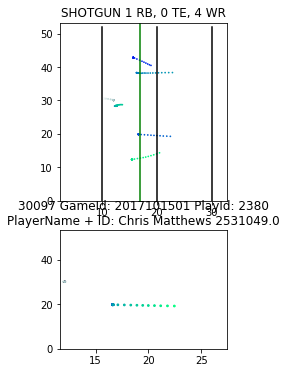 SHOTGUN 1 RB, 0 TE, 4 WR
50
40
30
20
10
0
10 20 30
30097 GameId: 2017101501 PlayId: 2380
PlayerName + ID: Chris Matthews 2531049.0
40
20
0
15 20 25